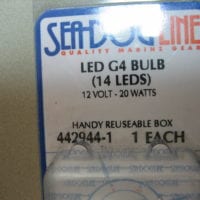 SEA-DOG LINE
QUALITY MARINE GEAR
LED G4 BULB
(14 LEDS)
12 VOLT - 20 WATTS
HANDY REUSEABLE BOX
442944-1 1 EACH